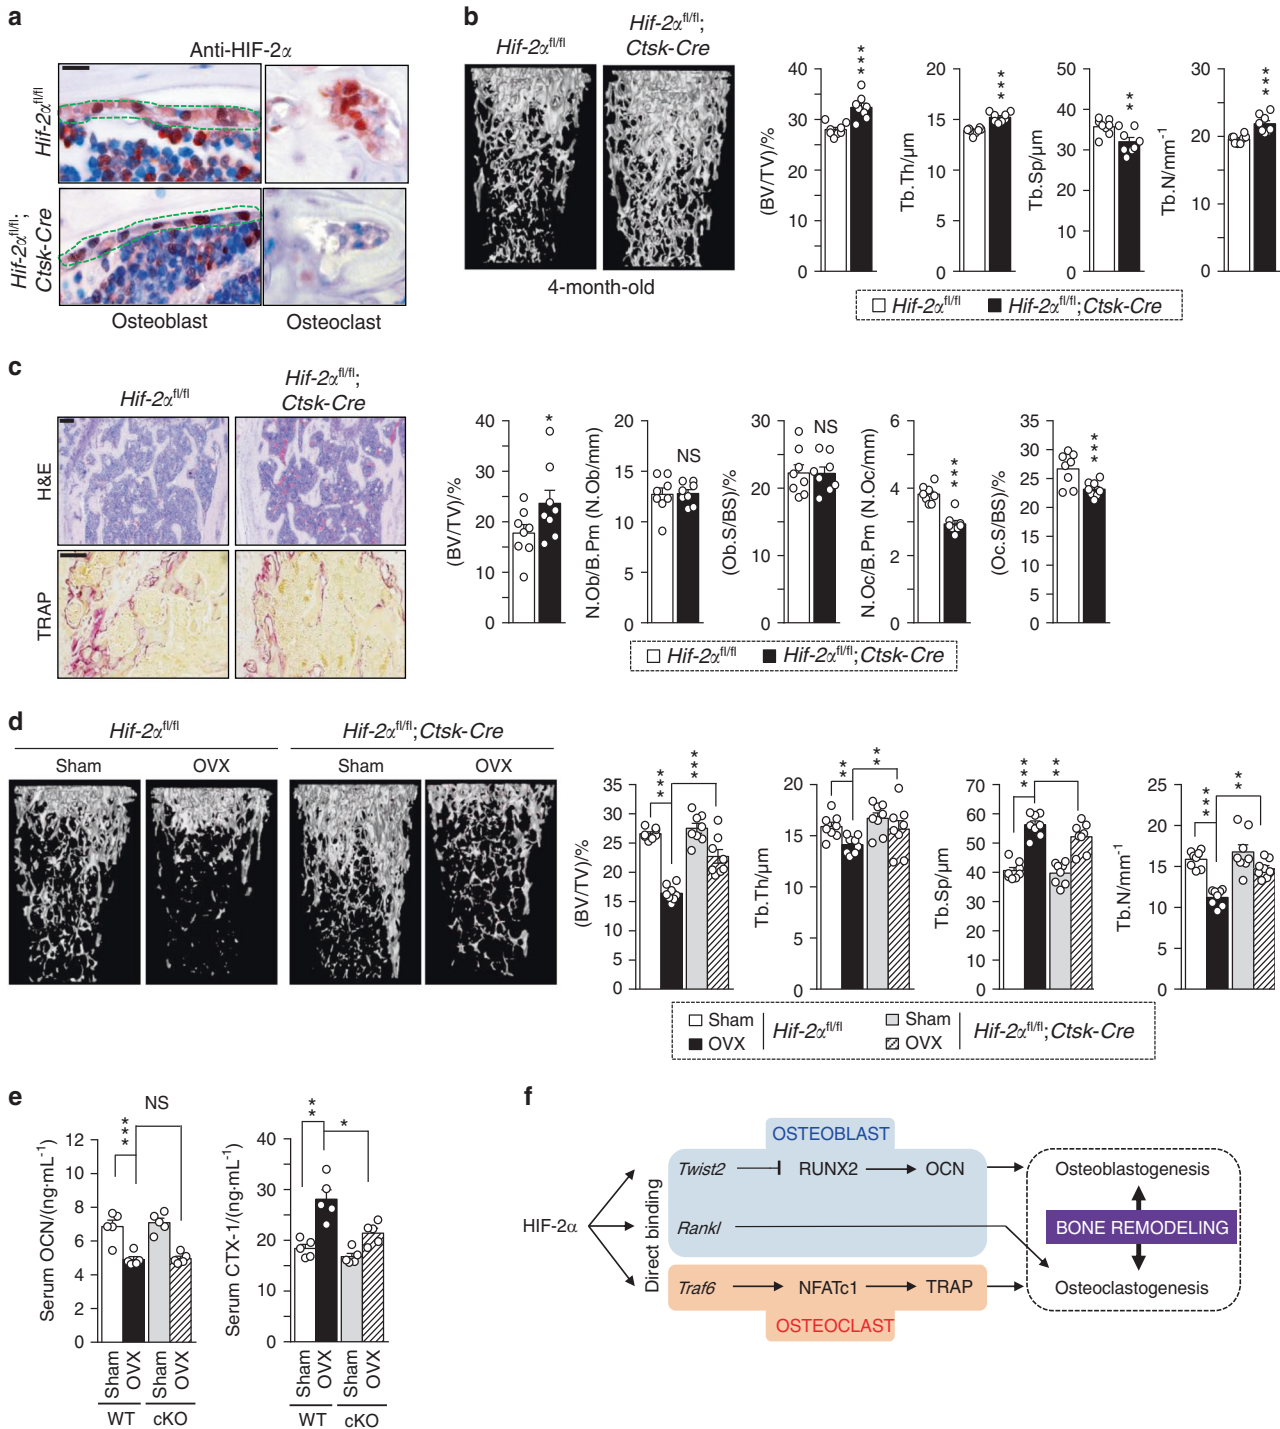 a
Anti-HIF-2α
Hif-2α^fl/fl
Hif-2α^fl/fl;
Ctsk-Cre
Osteoblast
Osteoclast
b
Hif-2α^fl/fl
Hif-2α^fl/fl;
Ctsk-Cre
4-month-old
(BV/TV)/%
40
30
20
10
0
***
Tb.Th/μm
20
15
10
5
0
***
Tb.Sp/μm
50
40
30
20
10
0
**
Tb.N/mm⁻¹
30
20
10
0
***
Hif-2α^fl/fl
Hif-2α^fl/fl;Ctsk-Cre
c
Hif-2α^fl/fl
Hif-2α^fl/fl;
Ctsk-Cre
H&E
TRAP
(BV/TV)/%
40
30
20
10
0
*
N.Ob/B.Pm (N.Ob/mm)
20
15
10
5
0
NS
(Ob.S/BS)/%
30
20
10
0
NS
N.Oc/B.Pm (N.Oc/mm)
6
4
2
0
***
(Oc.S/BS)/%
35
30
25
20
15
10
5
0
***
Hif-2α^fl/fl
Hif-2α^fl/fl;Ctsk-Cre
d
Hif-2α^fl/fl
Hif-2α^fl/fl;Ctsk-Cre
Sham
OVX
Sham
OVX
(BV/TV)/%
35
30
25
20
15
10
5
0
***
***
Tb.Th/μm
20
15
10
5
0
**
**
Tb.Sp/μm
70
60
50
40
30
20
10
0
***
**
Tb.N/mm⁻¹
25
20
15
10
5
0
***
**
Sham
OVX
Hif-2α^fl/fl
Sham
OVX
Hif-2α^fl/fl;Ctsk-Cre
e
Serum OCN/(ng·mL⁻¹)
12
10
8
6
4
2
0
***
NS
Sham
OVX
Sham
OVX
WT
cKO
Serum CTX-1/(ng·mL⁻¹)
40
30
20
10
0
**
*
Sham
OVX
Sham
OVX
WT
cKO
f
HIF-2α
Direct binding
OSTEOBLAST
Twist2
RUNX2
OCN
Rankl
Traf6
NFATc1
TRAP
OSTEOCLAST
Osteoblastogenesis
BONE REMODELING
Osteoclastogenesis